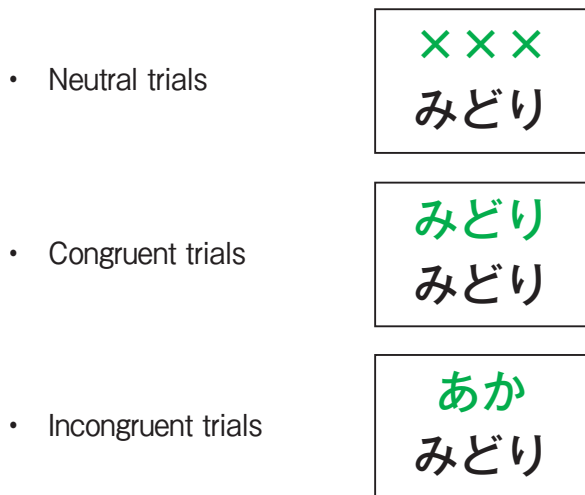 • Neutral trials
×××
みどり
• Congruent trials
みどり
みどり
• Incongruent trials
あか
みどり